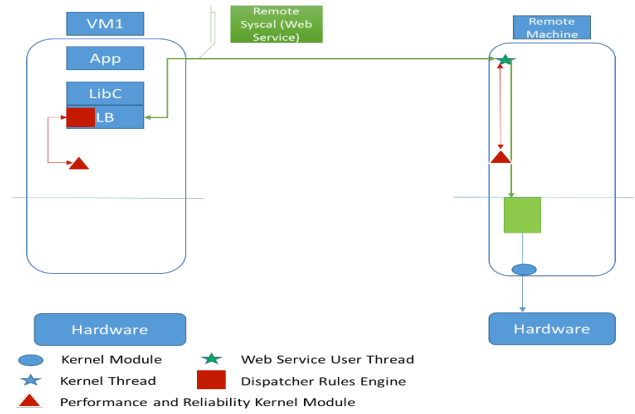 VM1
Remote
Syscal (Web
Service)
Remote
Machine
App
LibC
LB
Hardware
Hardware
Kernel Module
Web Service User Thread
Kernel Thread
Dispatcher Rules Engine
Performance and Reliability Kernel Module